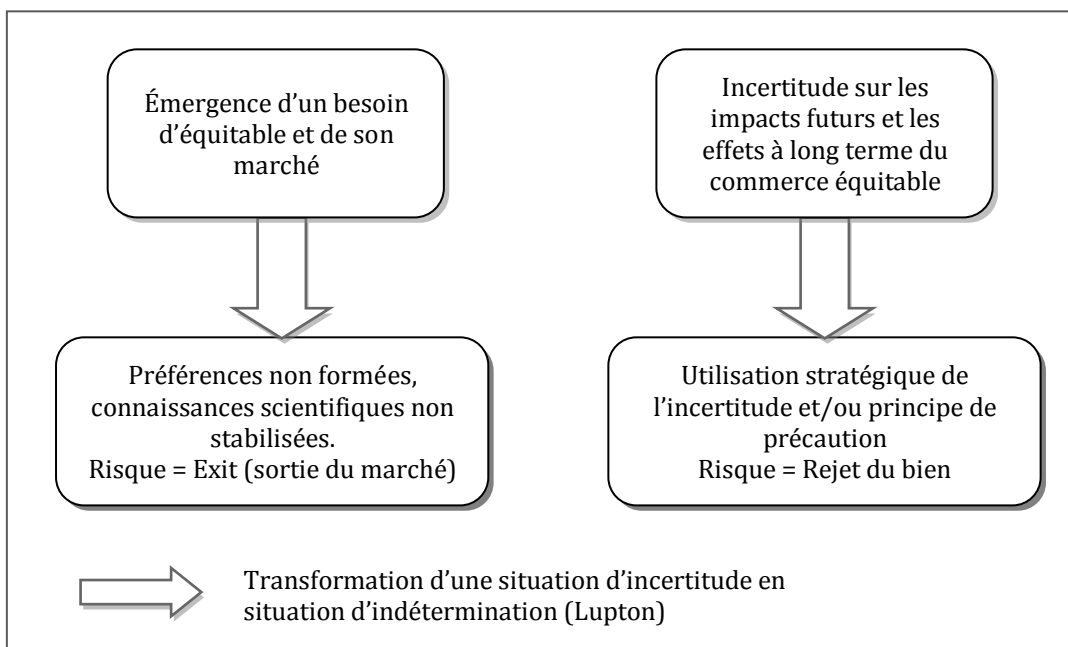 Émergence d’un besoin
d’équitable et de son
marché
Incertitude sur les
impacts futurs et les
effets à long terme du
commerce équitable
Préférences non formées,
connaissances scientifiques non
stabilisées.
Risque = Exit (sortie du marché)
Utilisation stratégique de
l’incertitude et/ou principe de
précaution
Risque = Rejet du bien
Transformation d’une situation d’incertitude en
situation d’indétermination (Lupton)